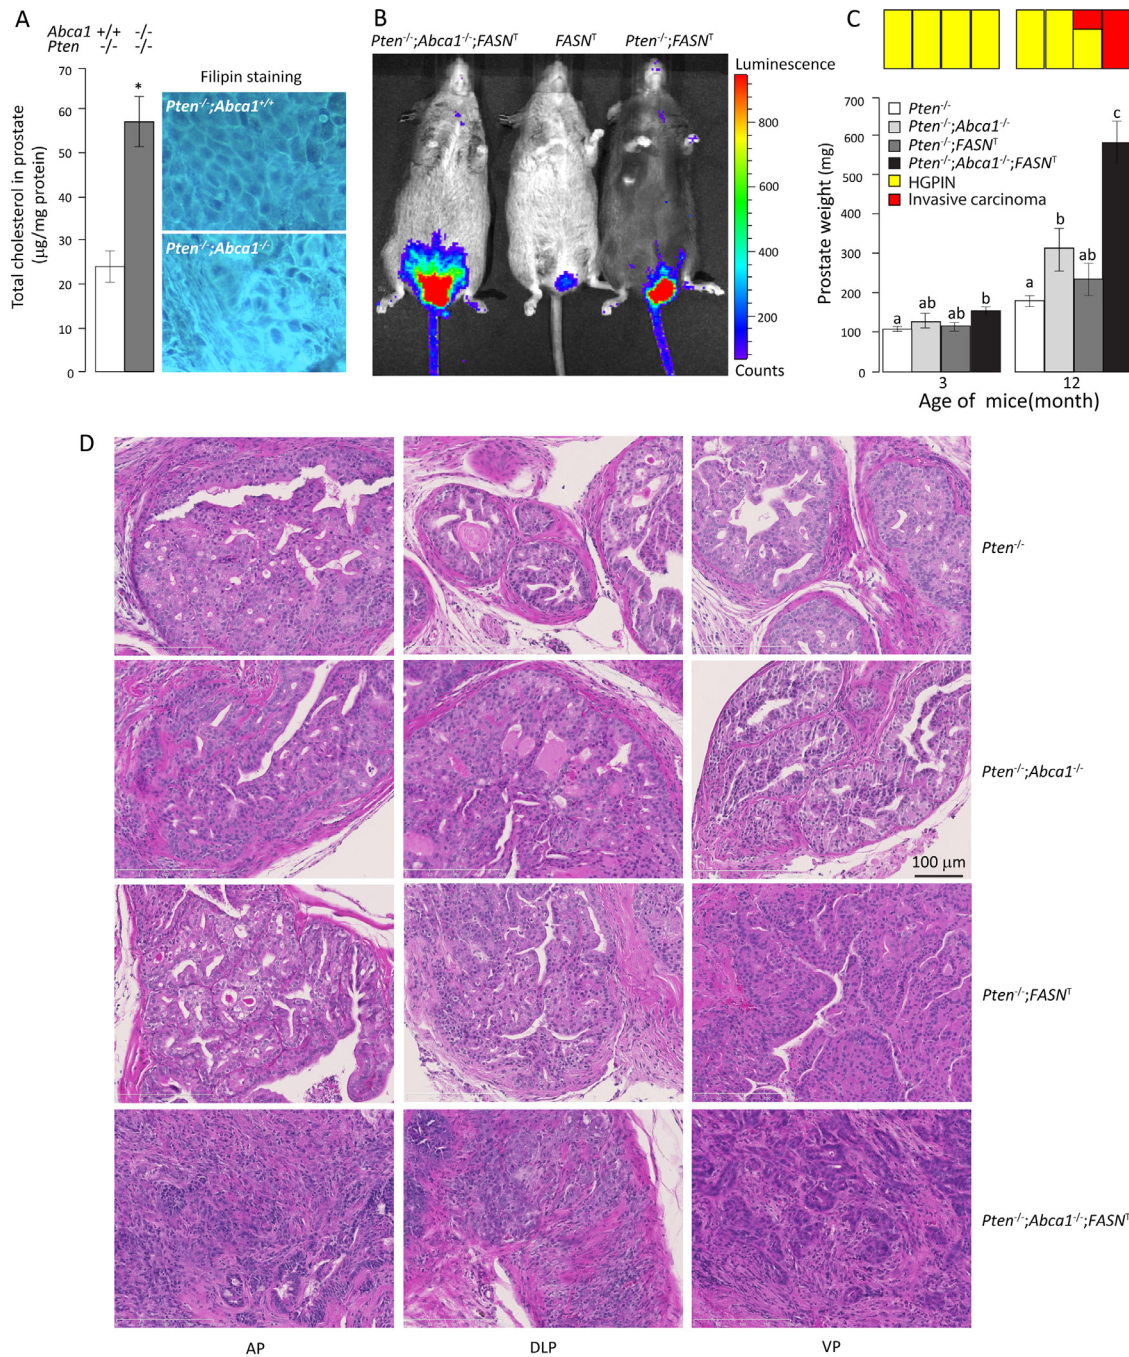 A
Abca1 +/+ -/-
Pten -/- -/-
Total cholesterol in prostate
(µg/mg protein)
70
60
50
40
30
20
10
0
*
Filipin staining
Pten-/-;Abca1+/+
Pten-/-;Abca1-/-
B
Pten-/-;Abca1-/-;FASNT
FASNT
Pten-/-;FASNT
Luminescence
800
600
400
200
Counts
C
Prostate weight (mg)
700
600
500
400
300
200
100
0
Pten-/-
Pten-/-;Abca1-/-
Pten-/-;FASNT
Pten-/-;Abca1-/-;FASNT
HGPIN
Invasive carcinoma
a ab ab b
a b ab c
3 12
Age of mice(month)
D
Pten-/-
Pten-/-;Abca1-/-
100 µm
Pten-/-;FASNT
Pten-/-;Abca1-/-;FASNT
AP DLP VP